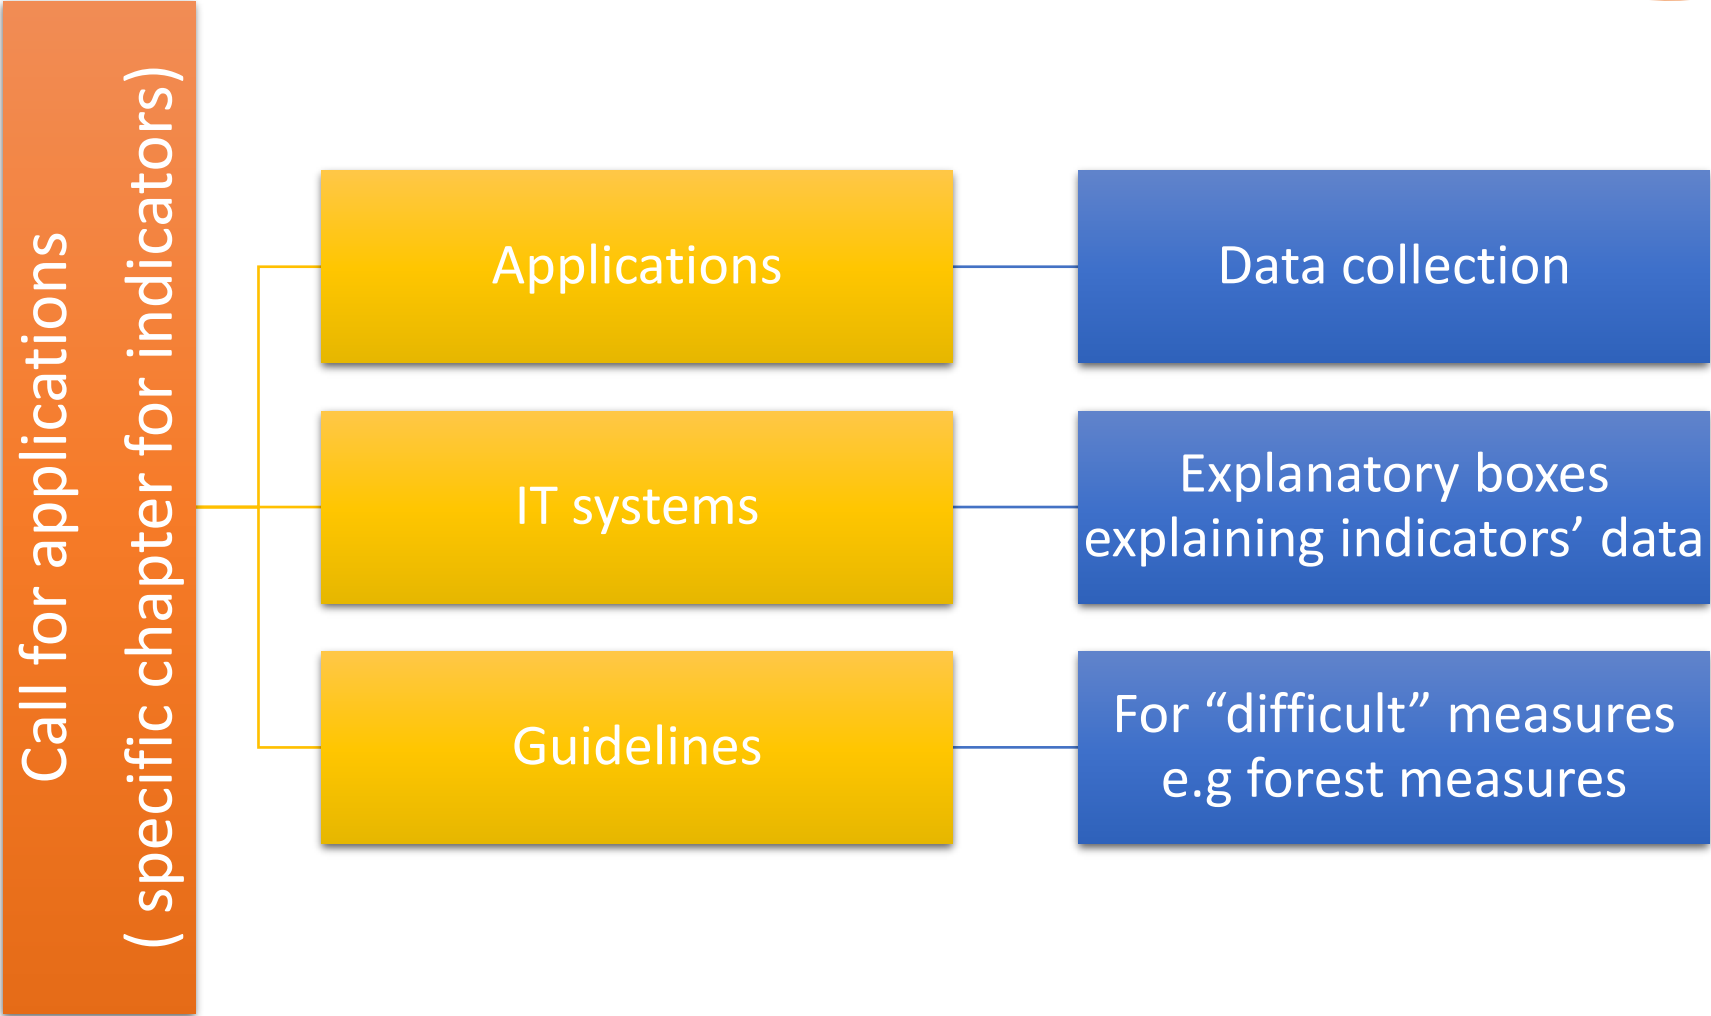 Call for applications
( specific chapter for indicators)
Applications
Data collection
IT systems
Explanatory boxes
explaining indicators’ data
Guidelines
For “difficult” measures
e.g forest measures